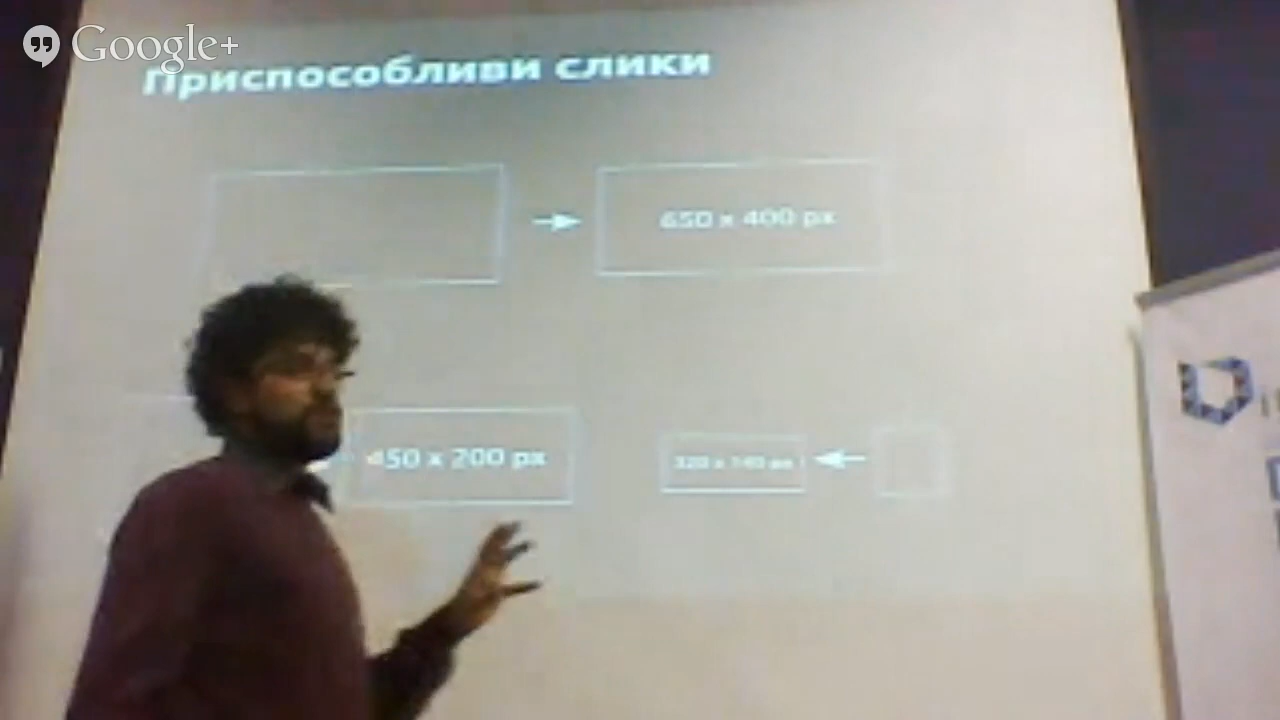 Google+
Приспособливи слики
650 x 400 px
450 x 200 px